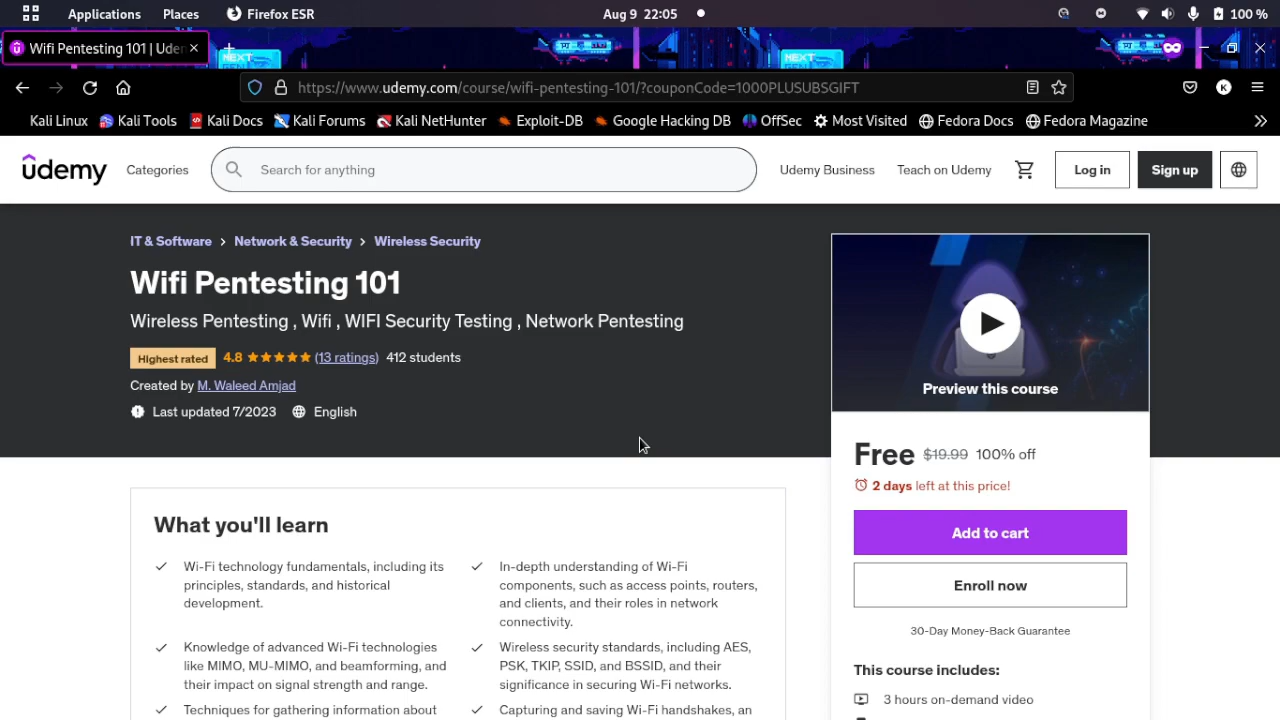 Applications Places Firefox ESR Aug 9 22:05 100 %
Wifi Pentesting 101 | Ude
NEXT NEXT
https://www.udemy.com/course/wifi-pentesting-101/?couponCode=1000PLUSUBSGIFT K
Kali Linux Kali Tools Kali Docs Kali Forums Kali NetHunter Exploit-DB Google Hacking DB OffSec Most Visited Fedora Docs Fedora Magazine
udemy Categories Search for anything Udemy Business Teach on Udemy Log in Sign up
IT & Software > Network & Security > Wireless Security
Wifi Pentesting 101
Wireless Pentesting , Wifi , WIFI Security Testing , Network Pentesting
Highest rated 4.8 (13 ratings) 412 students
Created by M. Waleed Amjad
Last updated 7/2023 English
Preview this course
Free $19.99 100% off
2 days left at this price!
Add to cart
Enroll now
30-Day Money-Back Guarantee
This course includes:
3 hours on-demand video
What you'll learn
Wi-Fi technology fundamentals, including its
principles, standards, and historical
development.
In-depth understanding of Wi-Fi
components, such as access points, routers,
and clients, and their roles in network
connectivity.
Knowledge of advanced Wi-Fi technologies
like MIMO, MU-MIMO, and beamforming, and
their impact on signal strength and range.
Wireless security standards, including AES,
PSK, TKIP, SSID, and BSSID, and their
significance in securing Wi-Fi networks.
Techniques for gathering information about
Capturing and saving Wi-Fi handshakes, an